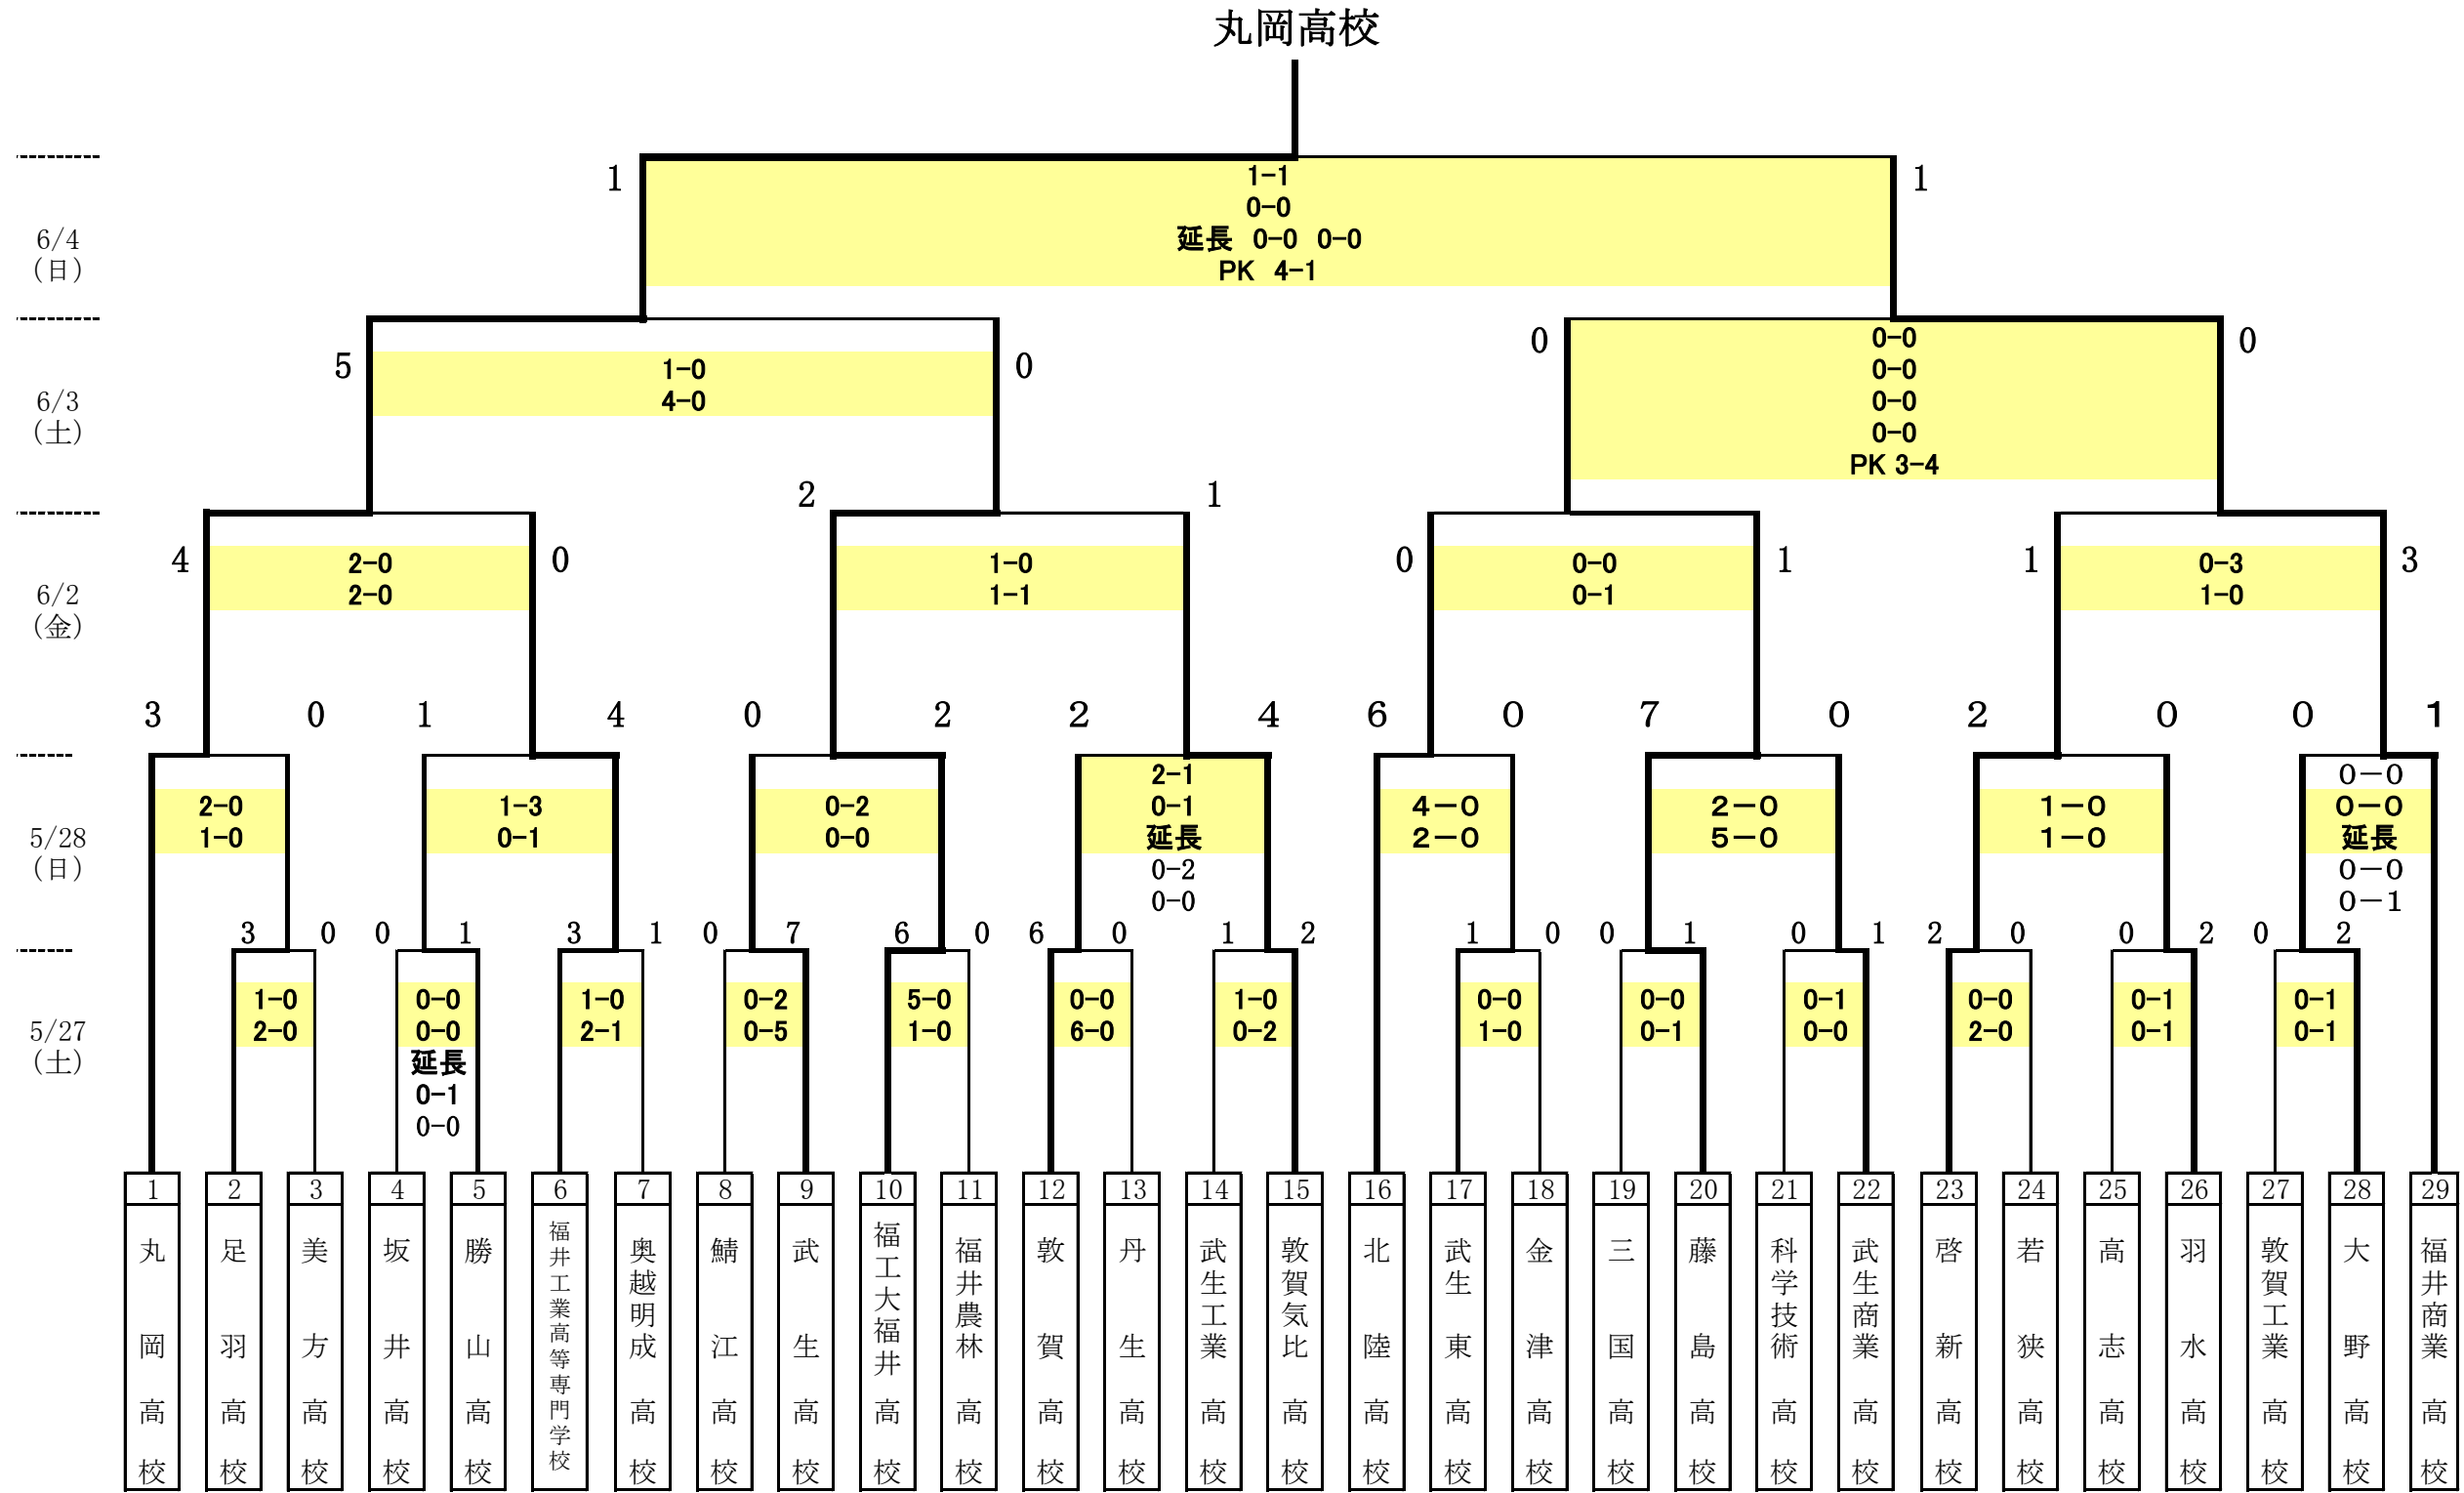 丸岡高校
1 1-1 1
0-0
延長 0-0 0-0
PK 4-1
6/4
(日)
5 1-0 0
4-0
0 0-0 0
0-0
0-0
0-0
PK 3-4
6/3
(土)
2 1
4 2-0 0
2-0
1-0
1-1
0 0-0 1
0-1
1 0-3 3
1-0
6/2
(金)
3 0 1 4 0 2 2 4 6 0 7 0 2 0 0 1
2-0
1-0
1-3
0-1
0-2
0-0
2-1
0-1
延長
0-2
0-0
4-0
2-0
2-0
5-0
1-0
1-0
0-0
0-0
延長
0-0
0-1
5/28
(日)
3 0 0 1 3 1 0 7 6 0 6 0 1 2 1 0 0 1 0 1 2 0 0 2 0 2
1-0
2-0
0-0
0-0
延長
0-1
0-0
1-0
2-1
0-2
0-5
5-0
1-0
0-0
6-0
1-0
0-2
0-0
1-0
0-0
0-1
0-1
0-0
0-0
2-0
0-1
0-1
0-1
0-1
5/27
(土)
1 丸岡高校
2 足羽高校
3 美方高校
4 坂井高校
5 勝山高校
6 福井工業高等専門学校
7 奥越明成高校
8 鯖江高校
9 武生高校
10 福工大福井高校
11 福井農林高校
12 敦賀高校
13 丹生高校
14 武生工業高校
15 敦賀気比高校
16 北陸高校
17 武生東高校
18 金津高校
19 三国高校
20 藤島高校
21 科学技術高校
22 武生商業高校
23 啓新高校
24 若狭高校
25 高志高校
26 羽水高校
27 敦賀工業高校
28 大野高校
29 福井商業高校